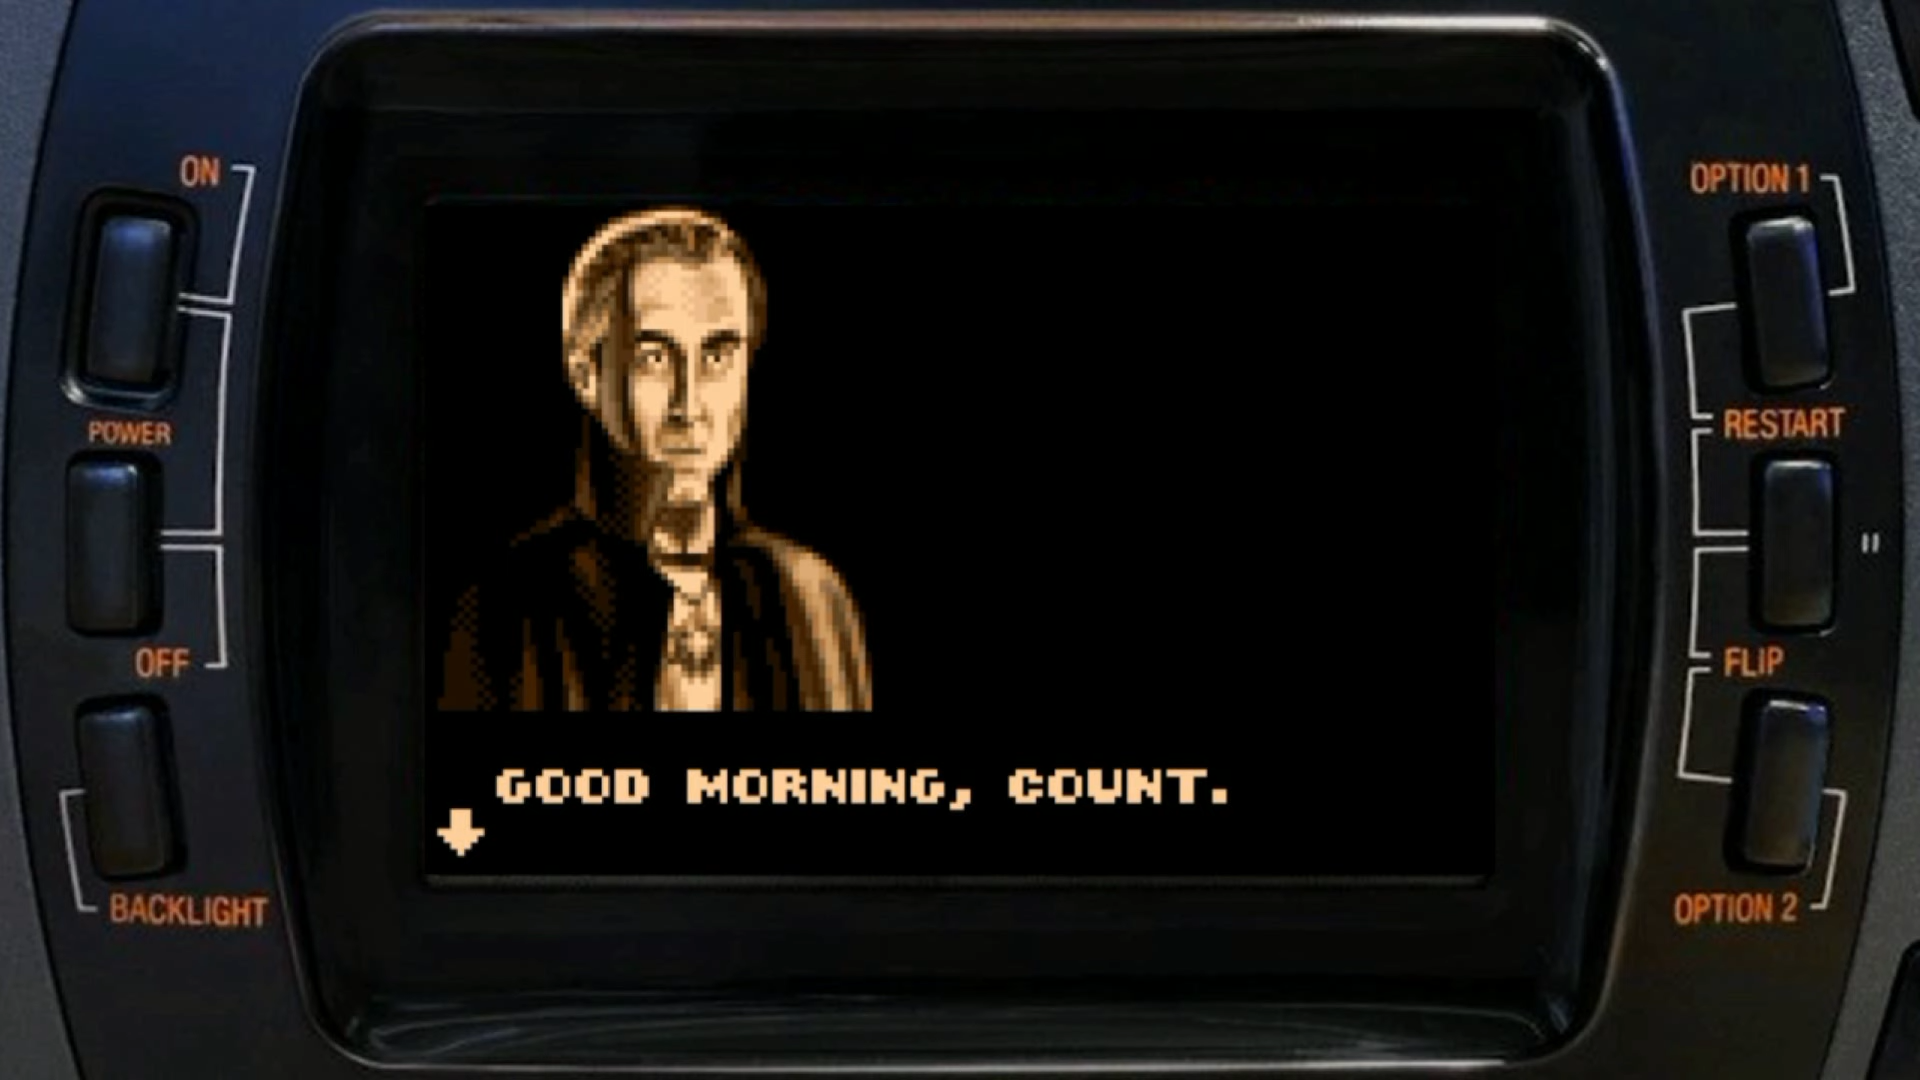 ON
POWER
OFF
BACKLIGHT
GOOD MORNING, COUNT.
OPTION 1
RESTART
FLIP
OPTION 2